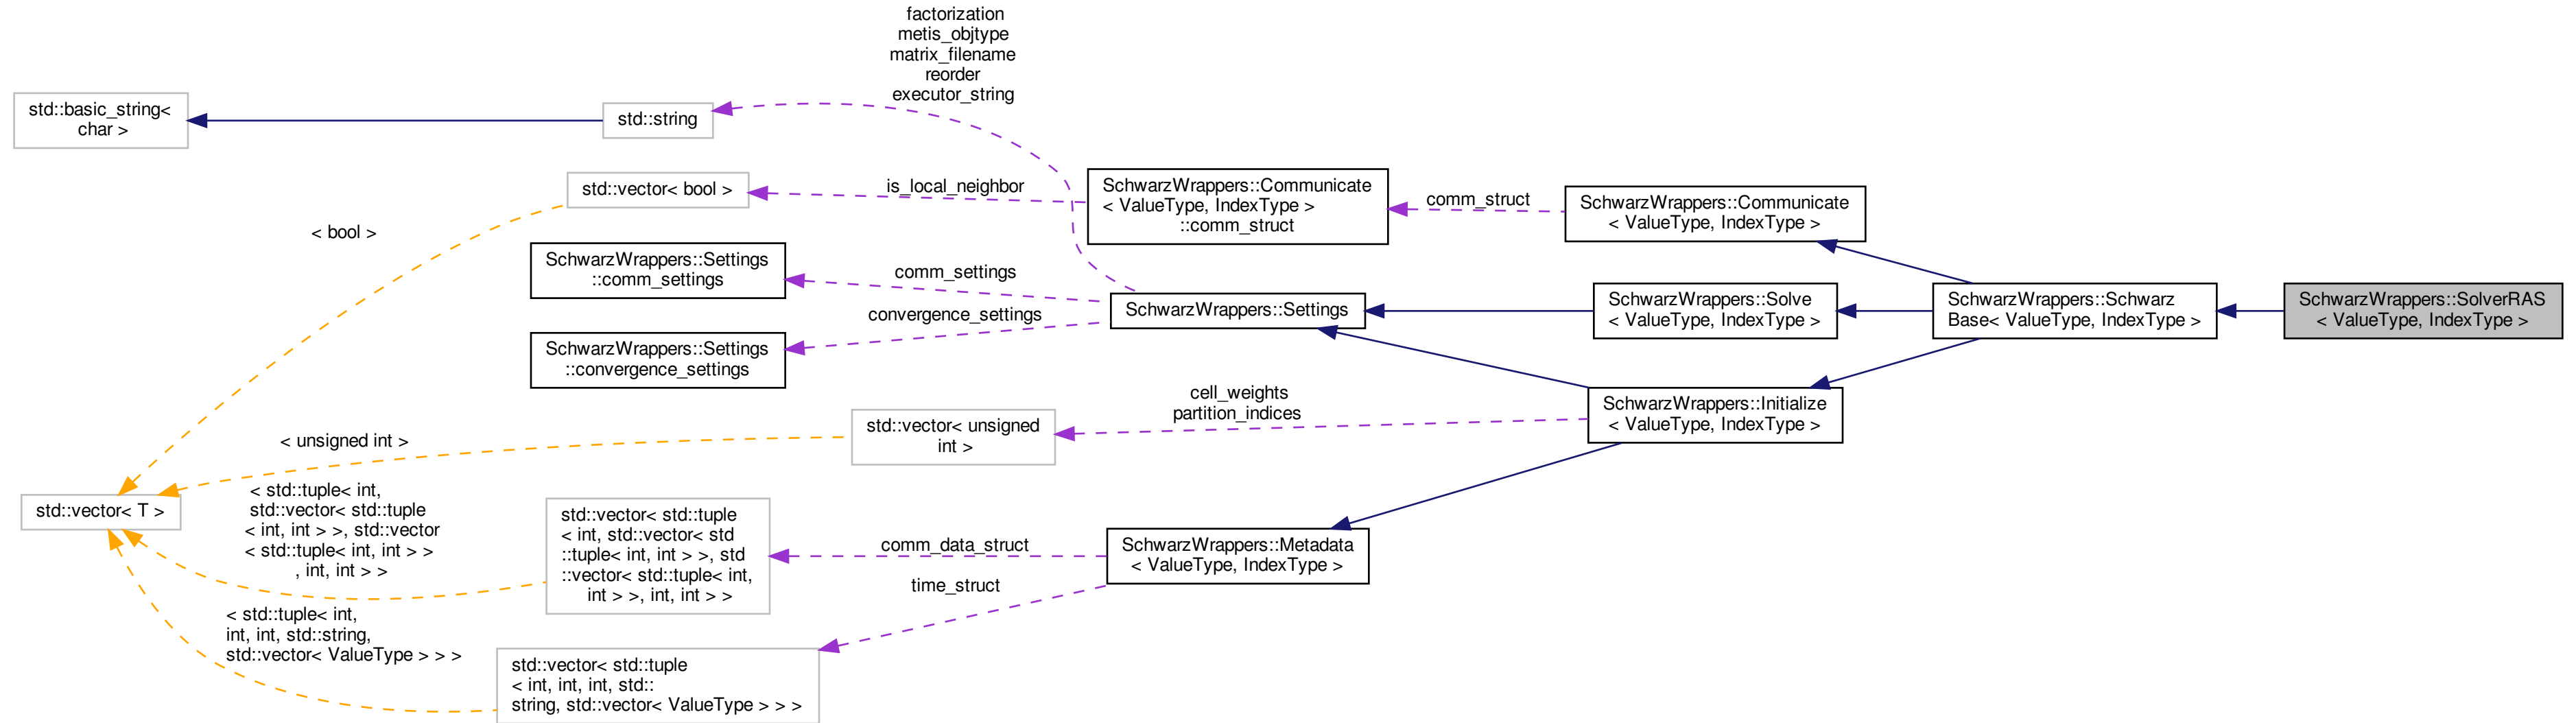 factorization
metis_objtype
matrix_filename
reorder
executor_string
std::basic_string<
char >
std::string
std::vector< bool >
is_local_neighbor
SchwarzWrappers::Communicate
< ValueType, IndexType >
::comm_struct
comm_struct
SchwarzWrappers::Communicate
< ValueType, IndexType >
< bool >
SchwarzWrappers::Settings
::comm_settings
comm_settings
convergence_settings
SchwarzWrappers::Settings
SchwarzWrappers::Solve
< ValueType, IndexType >
SchwarzWrappers::Schwarz
Base< ValueType, IndexType >
SchwarzWrappers::SolverRAS
< ValueType, IndexType >
SchwarzWrappers::Settings
::convergence_settings
cell_weights
partition_indices
SchwarzWrappers::Initialize
< ValueType, IndexType >
< unsigned int >
std::vector< unsigned
int >
std::vector< T >
< std::tuple< int,
std::vector< std::tuple
< int, int > >, std::vector
< std::tuple< int, int > >
, int, int > >
std::vector< std::tuple
< int, std::vector< std
::tuple< int, int > >, std
::vector< std::tuple< int,
int > >, int, int > >
comm_data_struct
SchwarzWrappers::Metadata
< ValueType, IndexType >
time_struct
< std::tuple< int,
int, int, std::string,
std::vector< ValueType > > >
std::vector< std::tuple
< int, int, int, std::
string, std::vector< ValueType > > >